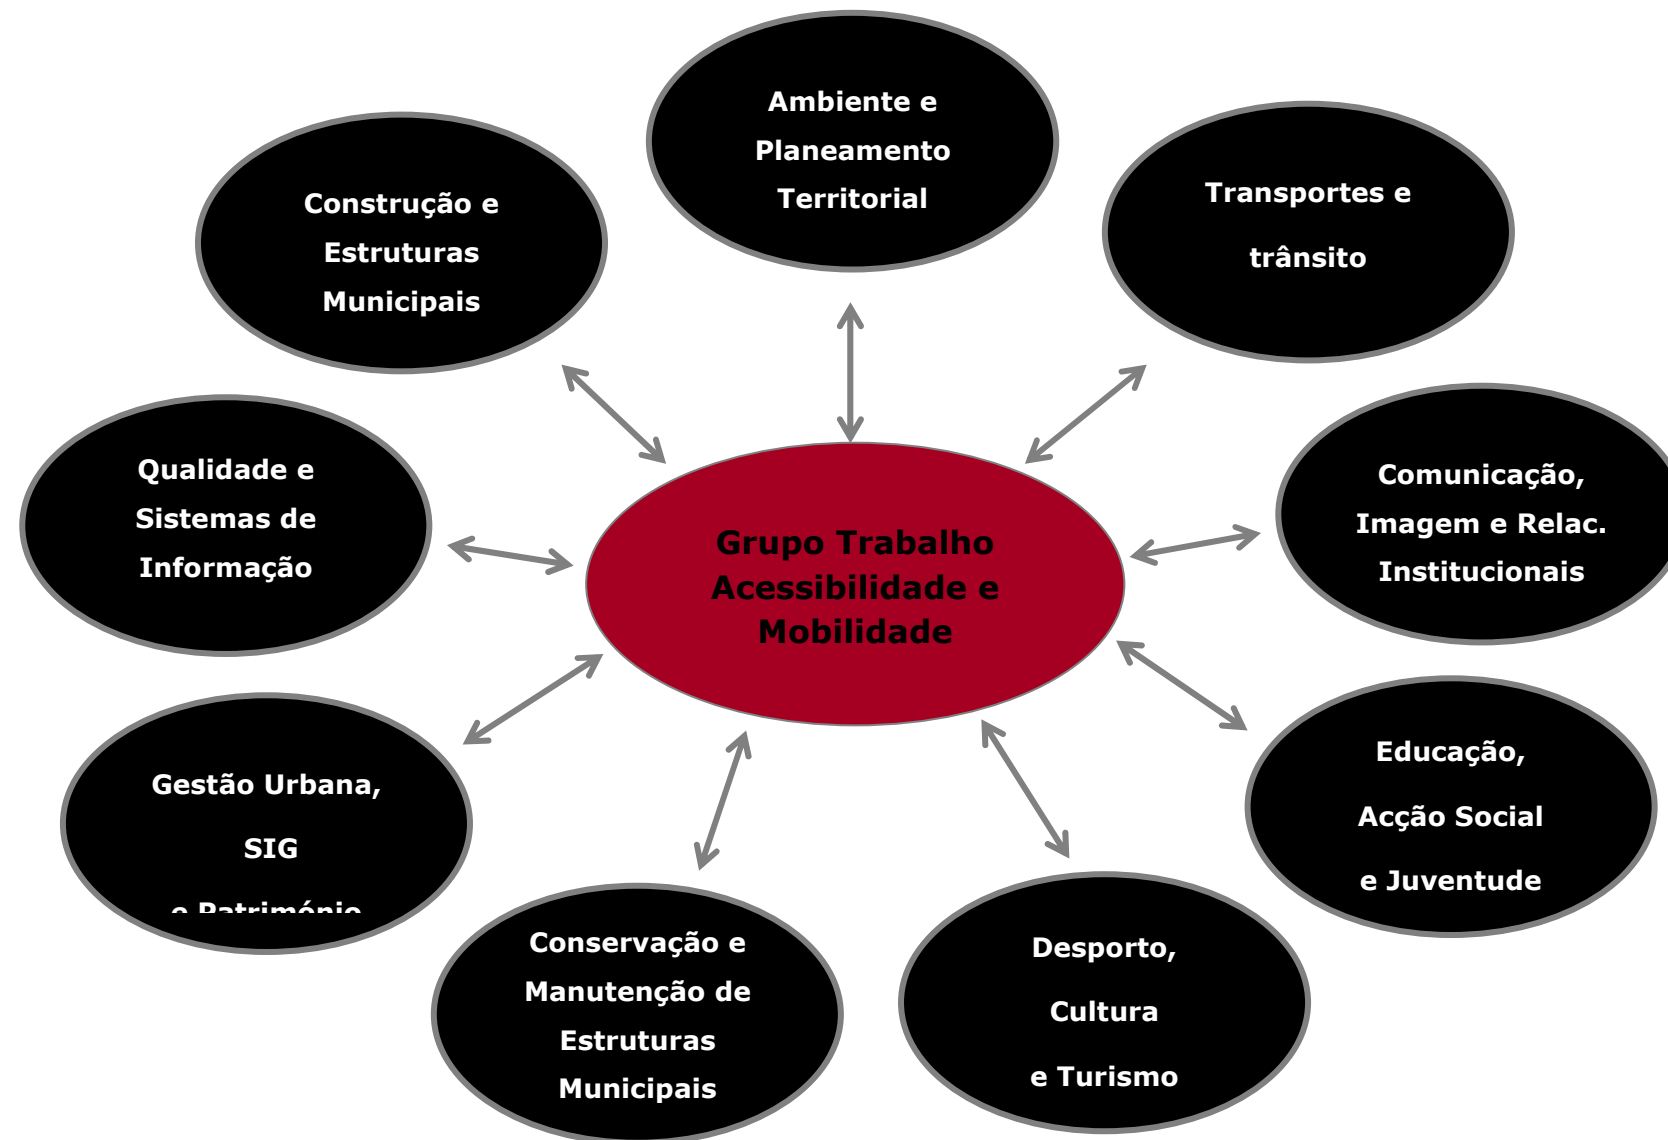 Ambiente e
Planeamento
Territorial
Transportes e
trânsito
Construção e
Estruturas
Municipais
Qualidade e
Sistemas de
Informação
Comunicação,
Imagem e Relac.
Institucionais
Grupo Trabalho
Acessibilidade e
Mobilidade
Gestão Urbana,
SIG
e Património
Educação,
Acção Social
e Juventude
Conservação e
Manutenção de
Estruturas
Municipais
Desporto,
Cultura
e Turismo